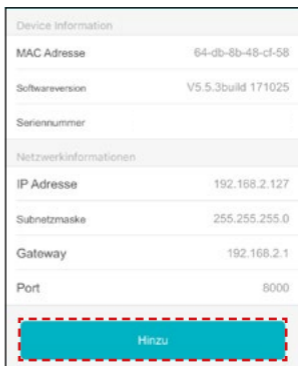 Device Information
MAC Adresse 64-db-8b-48-cf-58
Softwareversion V5.5.3build 171025
Seriennummer
Netzwerkinformationen
IP Adresse 192.168.2.127
Subnetzmaske 255.255.255.0
Gateway 192.168.2.1
Port 8000
Hinzu